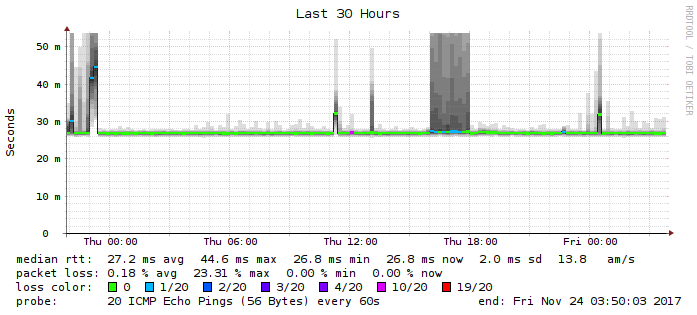 Last 30 Hours
RRDTOOL / TOBI OETIKER
Seconds
50 m
40 m
30 m
20 m
10 m
0
Thu 00:00 Thu 06:00 Thu 12:00 Thu 18:00 Fri 00:00
median rtt: 27.2 ms avg 44.6 ms max 26.8 ms min 26.8 ms now 2.0 ms sd 13.8 am/s
packet loss: 0.18 % avg 23.31 % max 0.00 % min 0.00 % now
loss color: 0 1/20 2/20 3/20 4/20 10/20 19/20
probe: 20 ICMP Echo Pings (56 Bytes) every 60s end: Fri Nov 24 03:50:03 2017